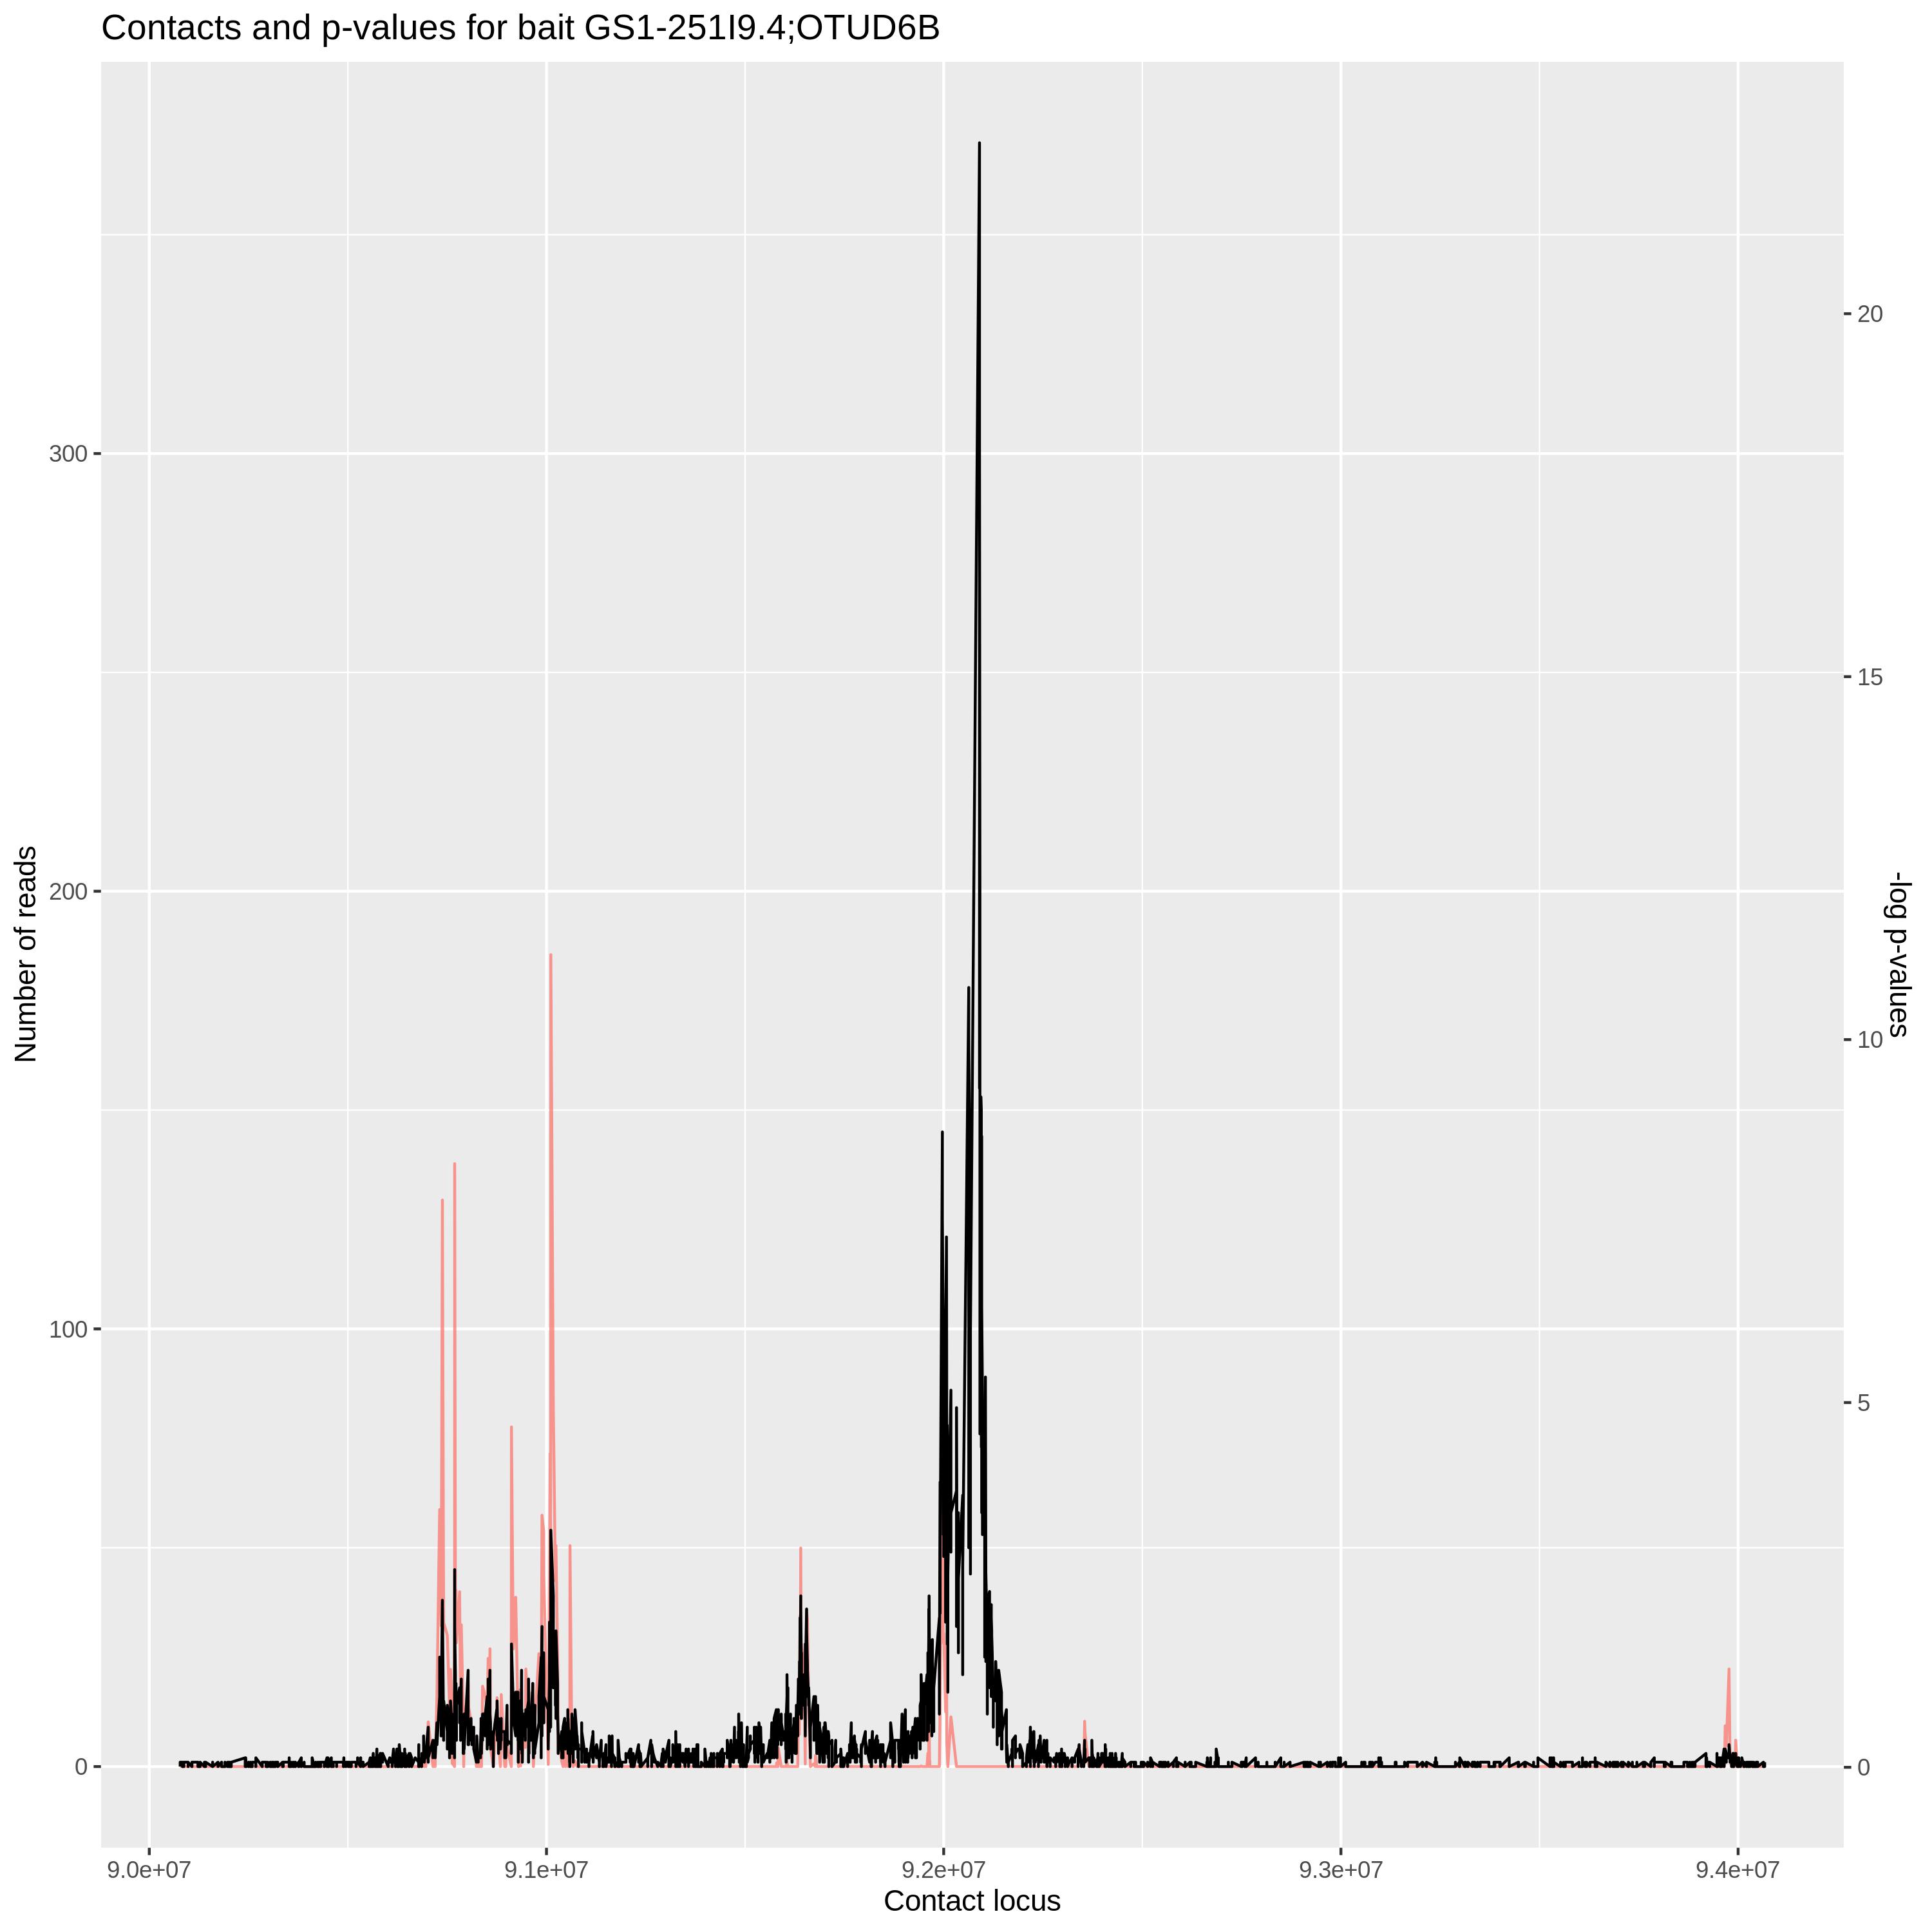 Contacts and p-values for bait GS1-251I9.4;OTUD6B
Number of reads
300
200
100
0
-log p-values
20
15
10
5
0
9.0e+07
9.1e+07
9.2e+07
9.3e+07
9.4e+07
Contact locus